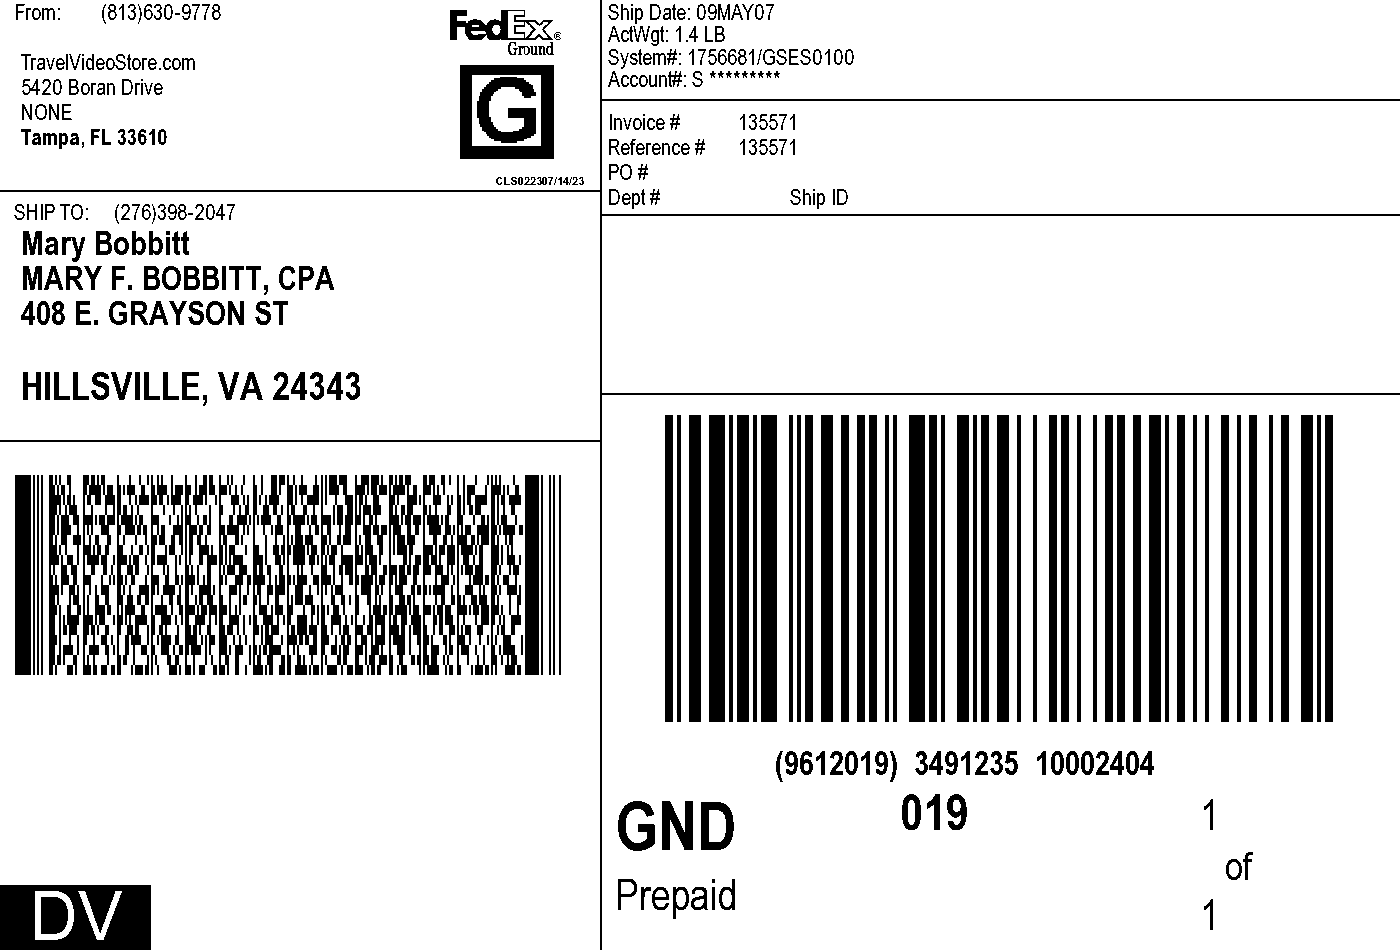 From: (813)630-9778
TravelVideoStore.com
5420 Boran Drive
NONE
Tampa, FL 33610
FedEx®
Ground
G
CLS022307/14/23
SHIP TO: (276)398-2047
Mary Bobbitt
MARY F. BOBBITT, CPA
408 E. GRAYSON ST
HILLSVILLE, VA 24343
DV
Ship Date: 09MAY07
ActWgt: 1.4 LB
System#: 1756681/GSES0100
Account#: S *********
Invoice # 135571
Reference # 135571
PO #
Dept # Ship ID
(9612019) 3491235 10002404
GND 019 1
of
Prepaid 1